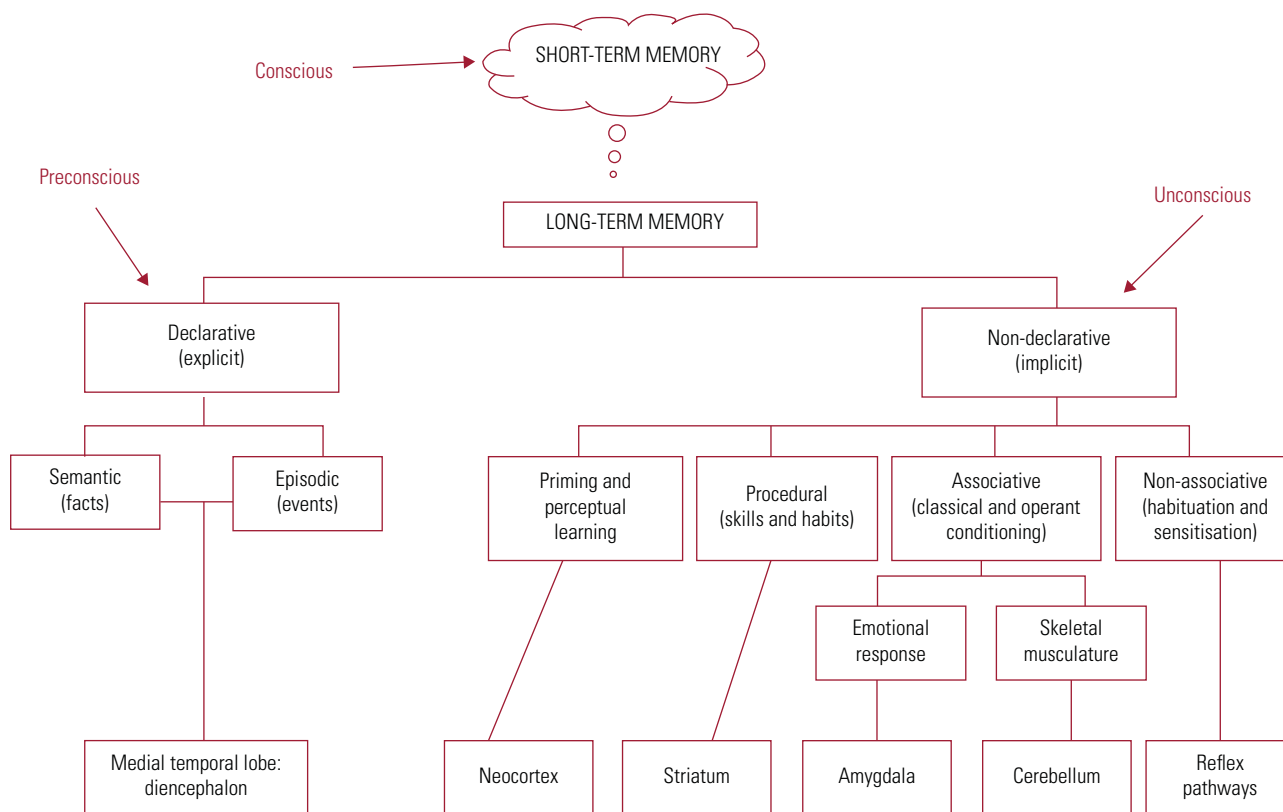 SHORT-TERM MEMORY
Conscious
Preconscious
Unconscious
LONG-TERM MEMORY
Declarative
(explicit)
Non-declarative
(implicit)
Semantic
(facts)
Episodic
(events)
Priming and
perceptual
learning
Procedural
(skills and habits)
Associative
(classical and operant
conditioning)
Non-associative
(habituation and
sensitisation)
Emotional
response
Skeletal
musculature
Medial temporal lobe:
diencephalon
Neocortex
Striatum
Amygdala
Cerebellum
Reflex
pathways